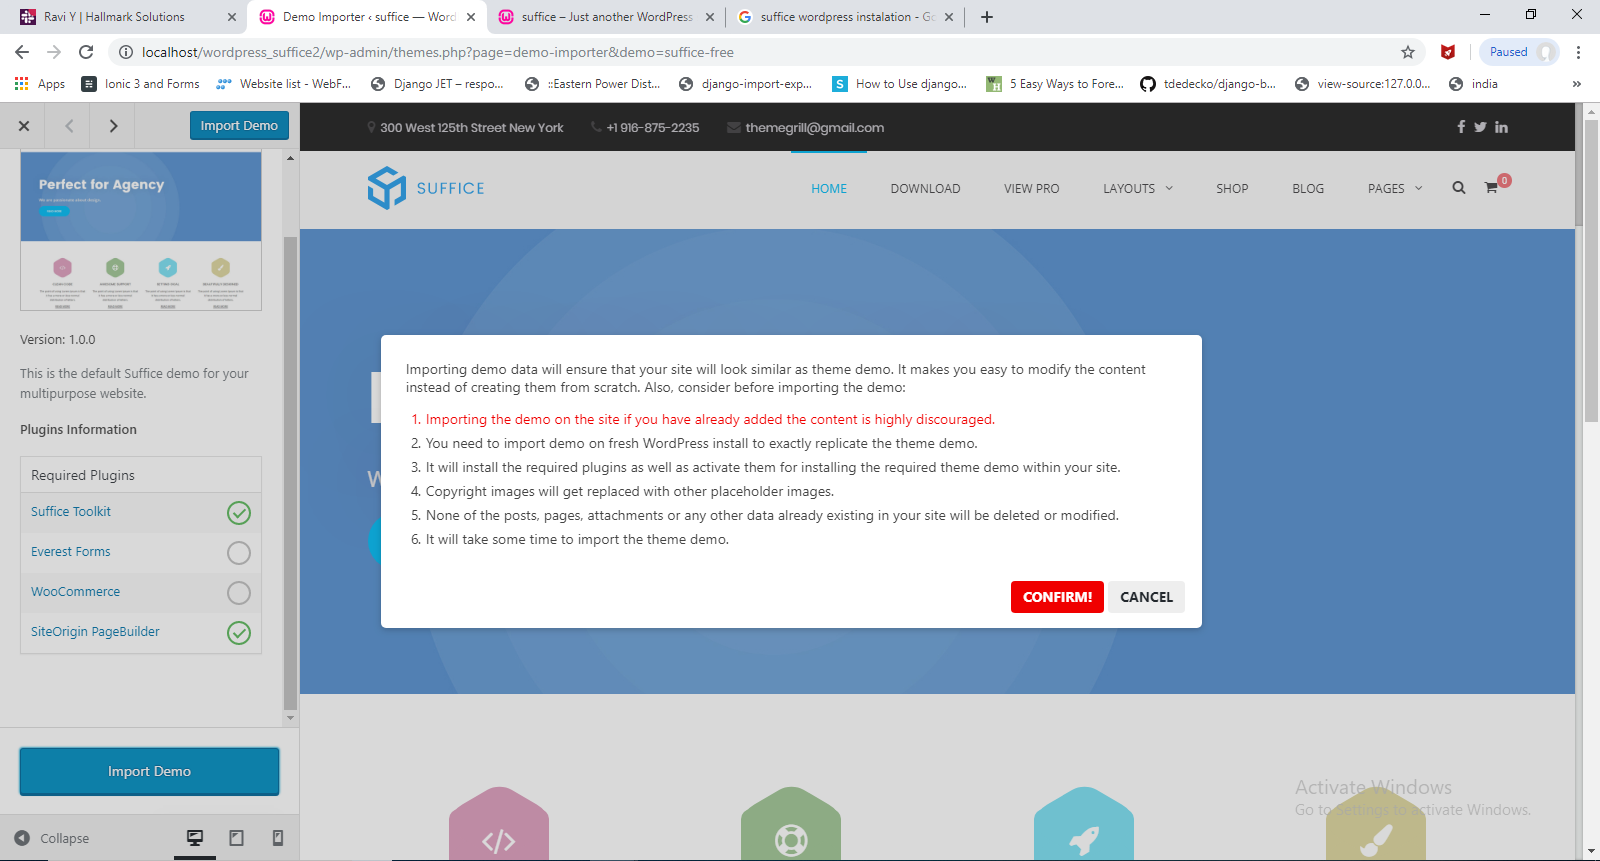 Ravi Y | Hallmark Solutions
Demo Importer ‹ suffice — Word
suffice – Just another WordPress
suffice wordpress instalation - Go
localhost/wordpress_suffice2/wp-admin/themes.php?page=demo-importer&demo=suffice-free
Paused
Apps
Ionic 3 and Forms
Website list - WebF...
Django JET – respo...
::Eastern Power Dist...
django-import-exp...
How to Use django...
5 Easy Ways to Fore...
tdedecko/django-b...
view-source:127.0.0...
india
»
Import Demo
300 West 125th Street New York
+1 916-875-2235
themegrill@gmail.com
SUFFICE
HOME
DOWNLOAD
VIEW PRO
LAYOUTS
SHOP
BLOG
PAGES
0
Perfect for Agency
Version: 1.0.0
This is the default Suffice demo for your
multipurpose website.
Plugins Information
Required Plugins
Suffice Toolkit
Everest Forms
WooCommerce
SiteOrigin PageBuilder
Import Demo
Collapse
Importing demo data will ensure that your site will look similar as theme demo. It makes you easy to modify the content
instead of creating them from scratch. Also, consider before importing the demo:
1. Importing the demo on the site if you have already added the content is highly discouraged.
2. You need to import demo on fresh WordPress install to exactly replicate the theme demo.
3. It will install the required plugins as well as activate them for installing the required theme demo within your site.
4. Copyright images will get replaced with other placeholder images.
5. None of the posts, pages, attachments or any other data already existing in your site will be deleted or modified.
6. It will take some time to import the theme demo.
CONFIRM!
CANCEL
Activate Windows
Go to Settings to activate Windows.